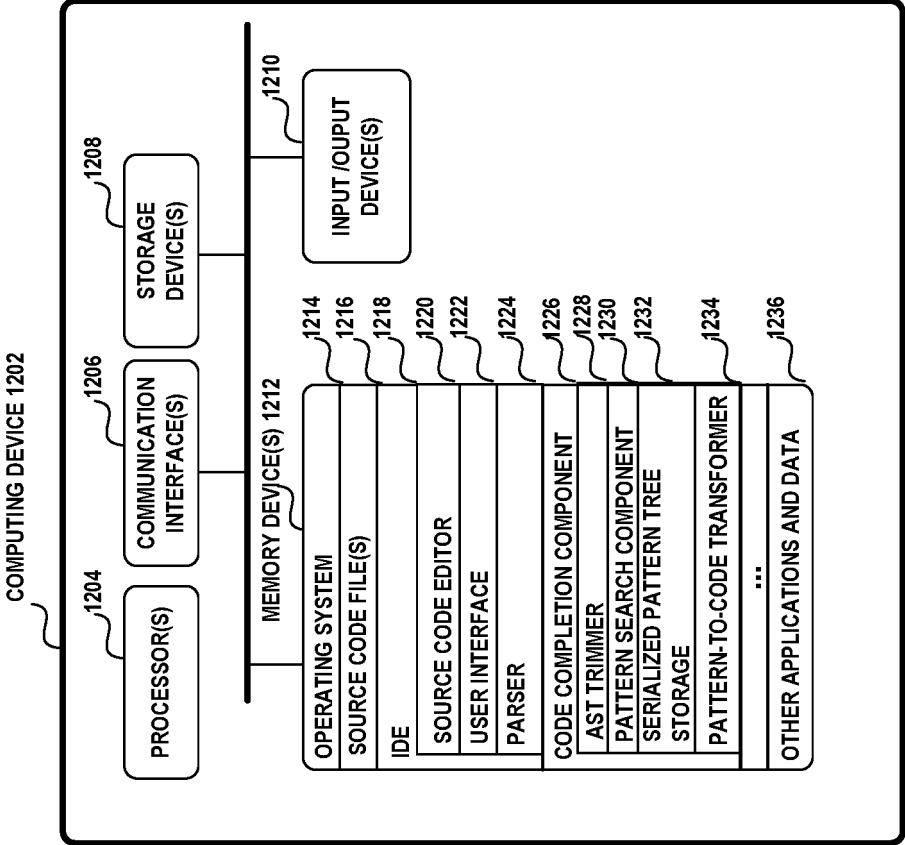 COMPUTING DEVICE 1202
1204
PROCESSOR(S)
1206
COMMUNICATION
INTERFACE(S)
1208
STORAGE
DEVICE(S)
MEMORY DEVICE(S) 1212
1210
INPUT /OUPUT
DEVICE(S)
OPERATING SYSTEM
1214
SOURCE CODE FILE(S)
1216
IDE
1218
SOURCE CODE EDITOR
1220
USER INTERFACE
1222
PARSER
1224
CODE COMPLETION COMPONENT
1226
AST TRIMMER
1228
PATTERN SEARCH COMPONENT
1230
SERIALIZED PATTERN TREE
STORAGE
1232
PATTERN-TO-CODE TRANSFORMER
1234
...
OTHER APPLICATIONS AND DATA
1236